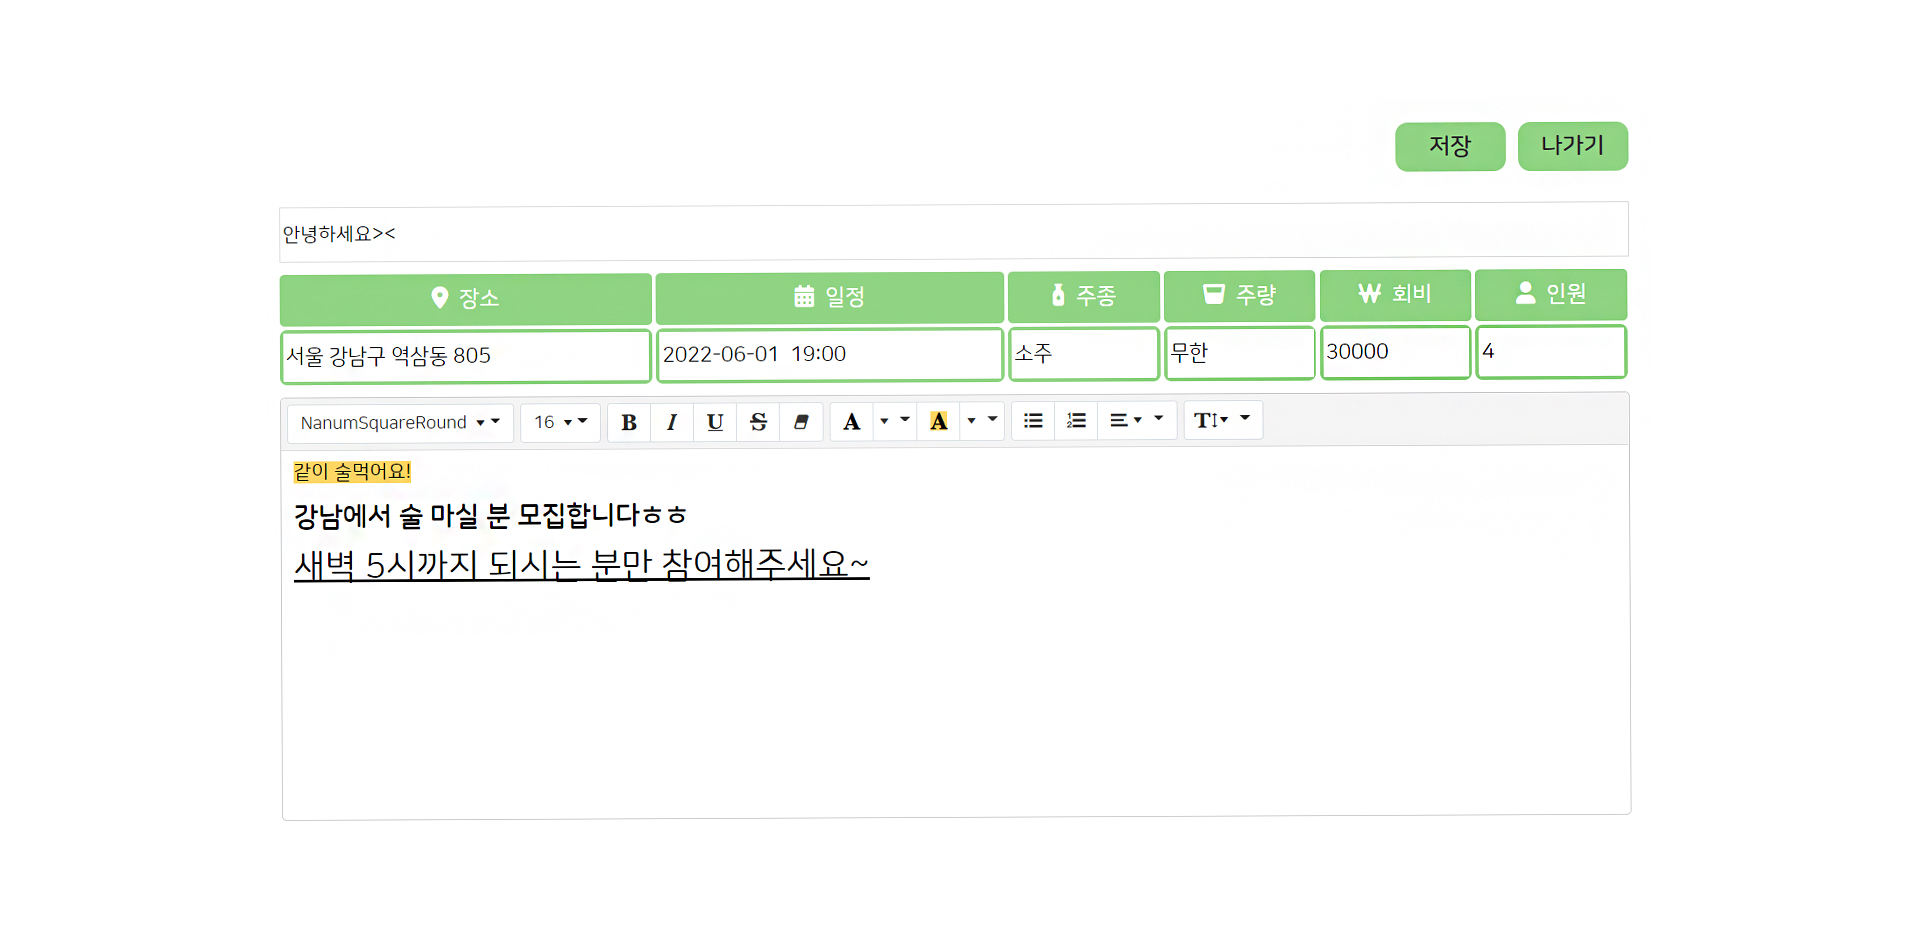 저장 나가기
안녕하세요><
장소 일정 주종 주량 ₩ 회비 인원
서울 강남구 역삼동 805 2022-06-01 19:00 소주 무한 30000 4
NanumSquareRound 16 B I U S A A T
같이 술먹어요!
강남에서 술 마실 분 모집합니다ㅎㅎ
새벽 5시까지 되시는 분만 참여해주세요~